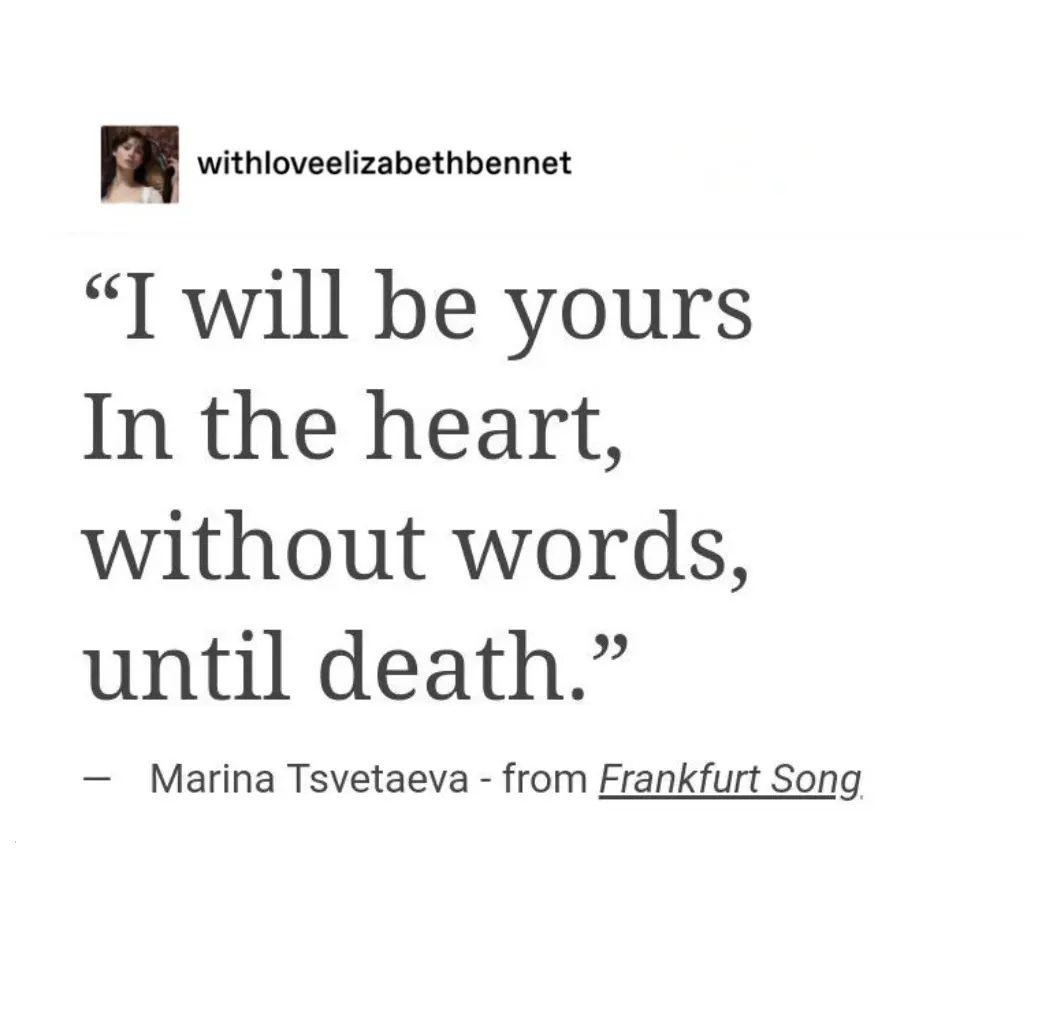 withloveelizabethbennet
“I will be yours
In the heart,
without words,
until death.”
— Marina Tsvetaeva - from Frankfurt Song